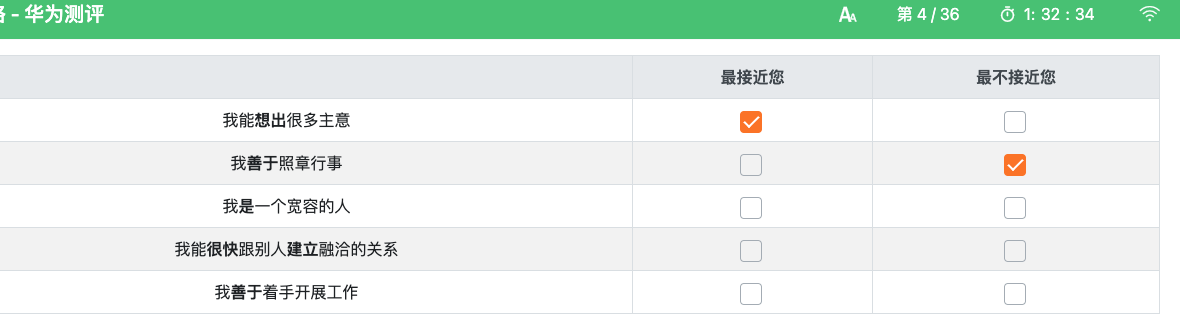 - 华为测评 第 4 / 36 1: 32 : 34
最接近您 最不接近您
我能想出很多主意
我善于照章行事
我是一个宽容的人
我能很快跟别人建立融洽的关系
我善于着手开展工作